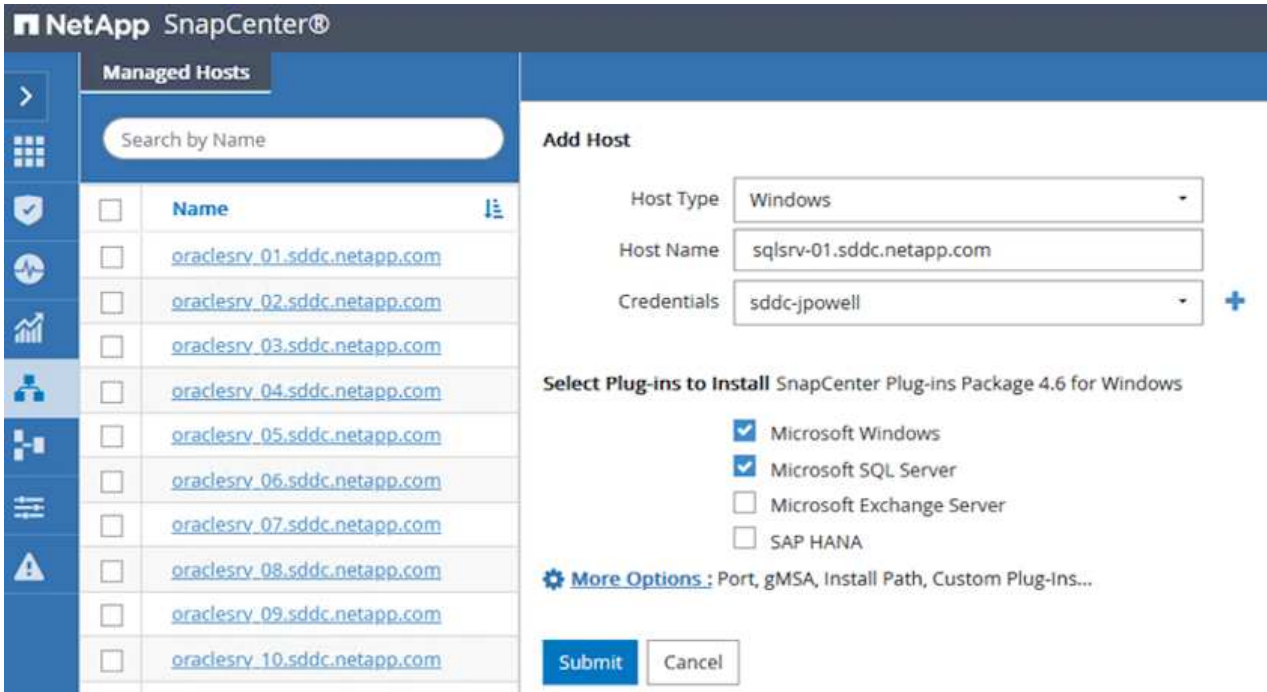 NetApp SnapCenter®
Managed Hosts
Search by Name
Name
oraclesrv_01.sddc.netapp.com
oraclesrv_02.sddc.netapp.com
oraclesrv_03.sddc.netapp.com
oraclesrv_04.sddc.netapp.com
oraclesrv_05.sddc.netapp.com
oraclesrv_06.sddc.netapp.com
oraclesrv_07.sddc.netapp.com
oraclesrv_08.sddc.netapp.com
oraclesrv_09.sddc.netapp.com
oraclesrv_10.sddc.netapp.com
Add Host
Host Type Windows
Host Name sqlsrv-01.sddc.netapp.com
Credentials sddc-jpowell
Select Plug-ins to Install SnapCenter Plug-ins Package 4.6 for Windows
Microsoft Windows
Microsoft SQL Server
Microsoft Exchange Server
SAP HANA
More Options : Port, gMSA, Install Path, Custom Plug-Ins...
Submit Cancel